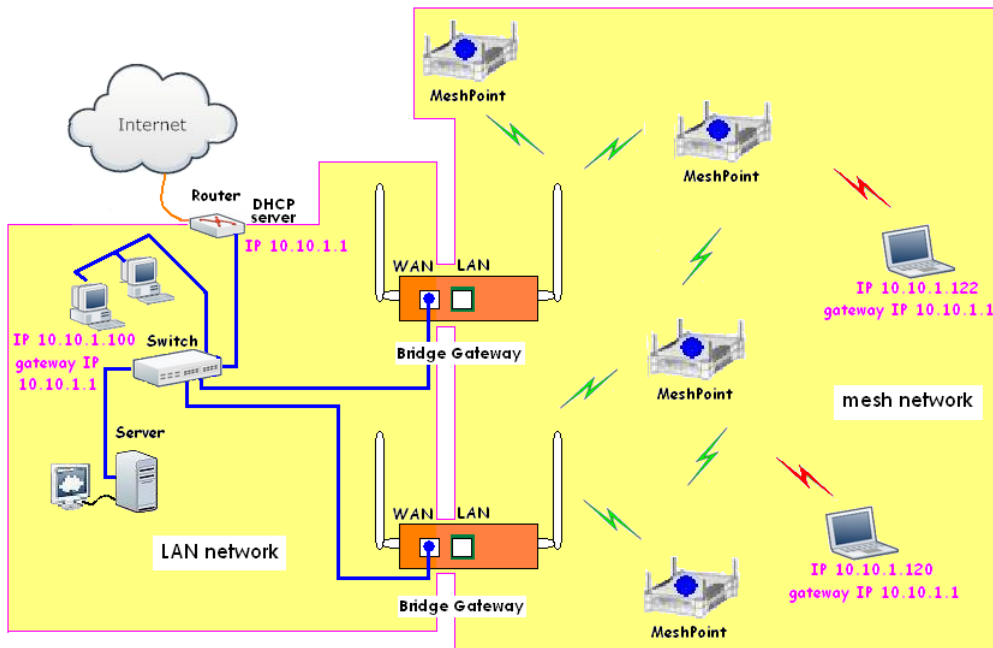 MeshPoint
Internet
MeshPoint
Router
DHCP
server
IP 10.10.1.1
WAN LAN
IP 10.10.1.122
gateway IP 10.10.1.1
IP 10.10.1.100
gateway IP
10.10.1.1
Switch
Bridge Gateway
MeshPoint
mesh network
Server
WAN LAN
LAN network
IP 10.10.1.120
gateway IP 10.10.1.1
Bridge Gateway
MeshPoint